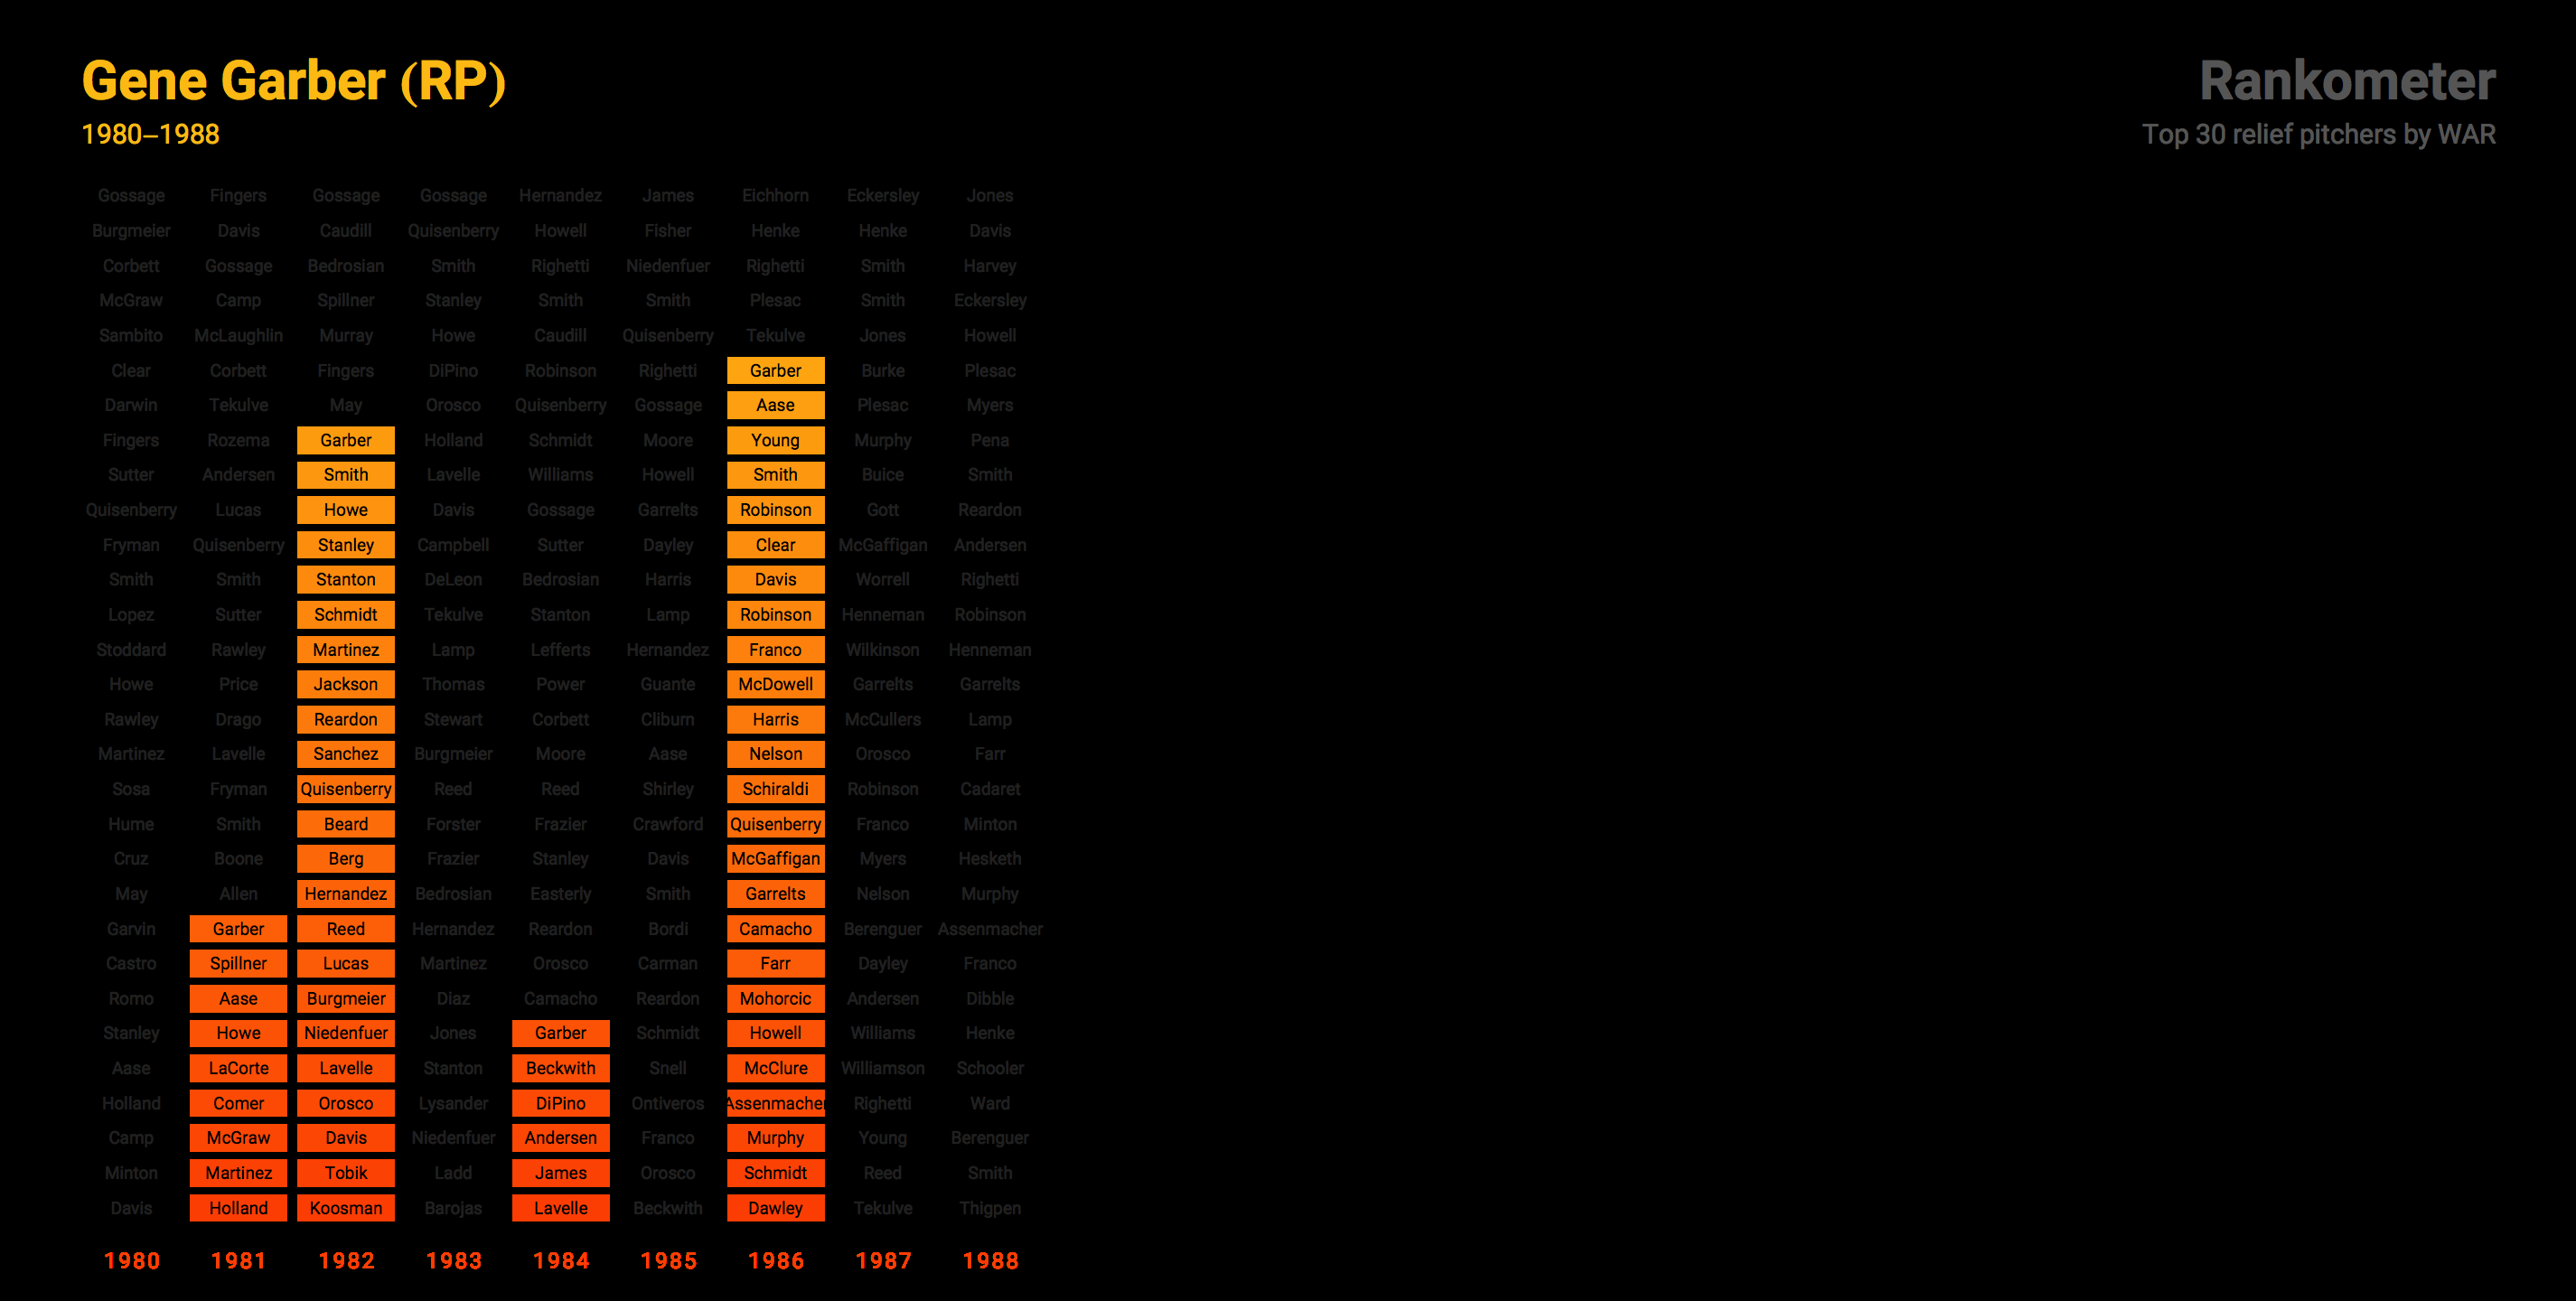 Gene Garber (RP)
1980–1988
Rankometer
Top 30 relief pitchers by WAR
Gossage Fingers Gossage Gossage Hernandez James Eichhorn Eckersley Jones
Burgmeier Davis Caudill Quisenberry Howell Fisher Henke Henke Davis
Corbett Gossage Bedrosian Smith Righetti Niedenfuer Righetti Smith Harvey
McGraw Camp Spillner Stanley Smith Smith Plesac Smith Eckersley
Sambito McLaughlin Murray Howe Caudill Quisenberry Tekulve Jones Howell
Clear Corbett Fingers DiPino Robinson Righetti Garber Burke Plesac
Darwin Tekulve May Orosco Quisenberry Gossage Aase Plesac Myers
Fingers Rozema Garber Holland Schmidt Moore Young Murphy Pena
Sutter Andersen Smith Lavelle Williams Howell Smith Buice Smith
Quisenberry Lucas Howe Davis Gossage Garrelts Robinson Gott Reardon
Fryman Quisenberry Stanley Campbell Sutter Dayley Clear McGaffigan Andersen
Smith Smith Stanton DeLeon Bedrosian Harris Davis Worrell Righetti
Lopez Sutter Schmidt Tekulve Stanton Lamp Robinson Henneman Robinson
Stoddard Rawley Martinez Lamp Lefferts Hernandez Franco Wilkinson Henneman
Howe Price Jackson Thomas Power Guante McDowell Garrelts Garrelts
Rawley Drago Reardon Stewart Corbett Cliburn Harris McCullers Lamp
Martinez Lavelle Sanchez Burgmeier Moore Aase Nelson Orosco Farr
Sosa Fryman Quisenberry Reed Reed Shirley Schiraldi Robinson Cadaret
Hume Smith Beard Forster Frazier Crawford Quisenberry Franco Minton
Cruz Boone Berg Frazier Stanley Davis McGaffigan Myers Hesketh
May Allen Hernandez Bedrosian Easterly Smith Garrelts Nelson Murphy
Garvin Garber Reed Hernandez Reardon Bordi Camacho Berenguer Assenmacher
Castro Spillner Lucas Martinez Orosco Carman Farr Dayley Franco
Romo Aase Burgmeier Diaz Camacho Reardon Mohorcic Andersen Dibble
Stanley Howe Niedenfuer Jones Garber Schmidt Howell Williams Henke
Aase LaCorte Lavelle Stanton Beckwith Snell McClure Williamson Schooler
Holland Comer Orosco Lysander DiPino Ontiveros Assenmacher Righetti Ward
Camp McGraw Davis Niedenfuer Andersen Franco Murphy Young Berenguer
Minton Martinez Tobik Ladd James Orosco Schmidt Reed Smith
Davis Holland Koosman Barojas Lavelle Beckwith Dawley Tekulve Thigpen
1980 1981 1982 1983 1984 1985 1986 1987 1988